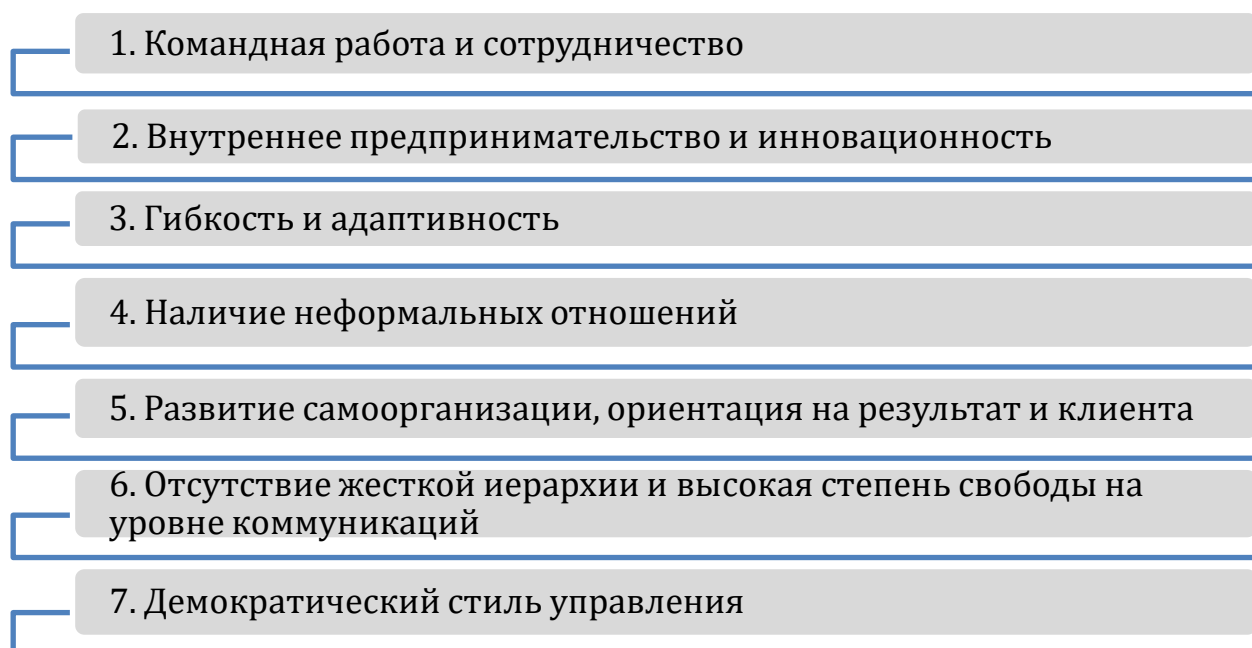 1. Командная работа и сотрудничество
2. Внутреннее предпринимательство и инновационность
3. Гибкость и адаптивность
4. Наличие неформальных отношений
5. Развитие самоорганизации, ориентация на результат и клиента
6. Отсутствие жесткой иерархии и высокая степень свободы на
уровне коммуникаций
7. Демократический стиль управления